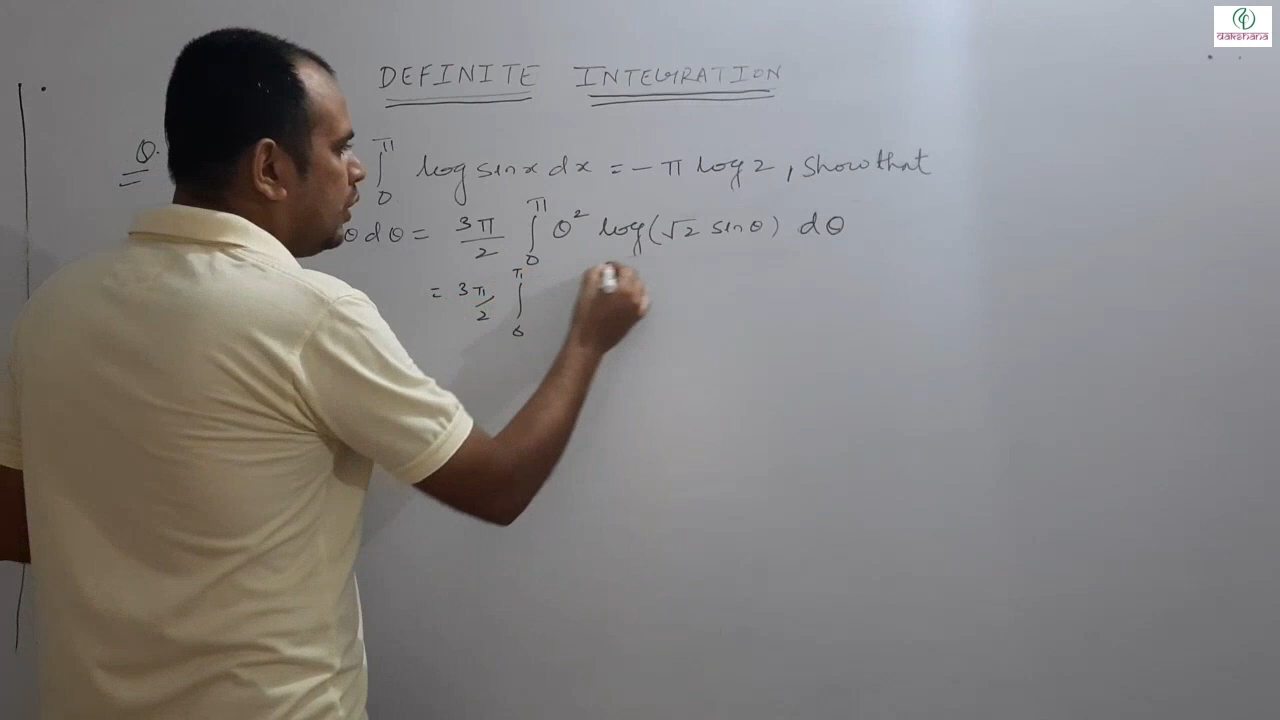 dakshana
DEFINITE INTEGRATION
Q. ∫₀^π log sin x dx = - π log 2, show that
θ dθ = 3π/2 ∫₀^π θ² log(√2 sin θ) dθ
= 3π/2 ∫₀^π